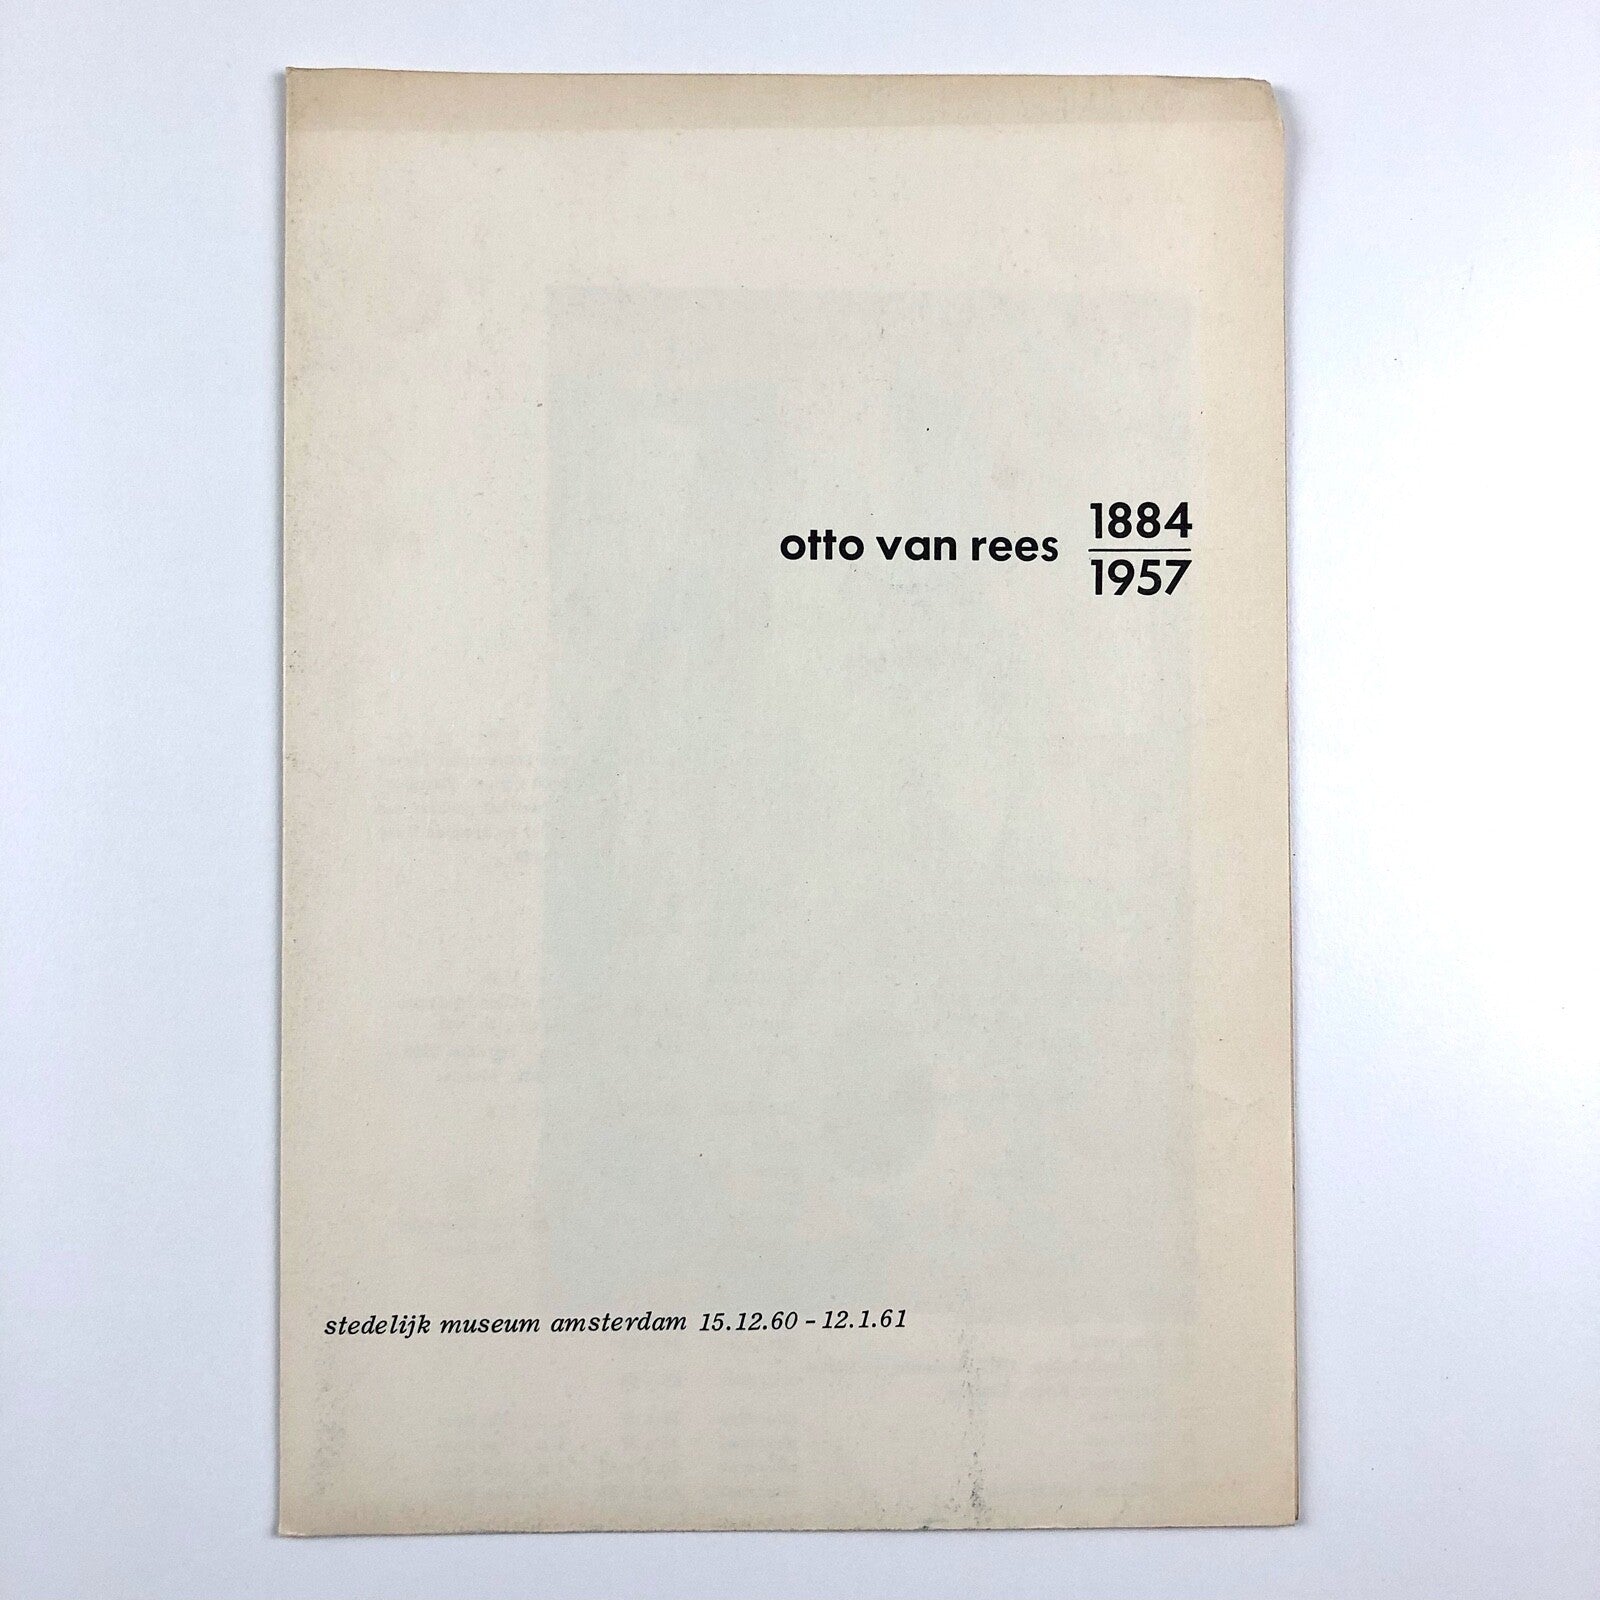 otto van rees
1884
1957
stedelijk museum amsterdam 15.12.60 - 12.1.61